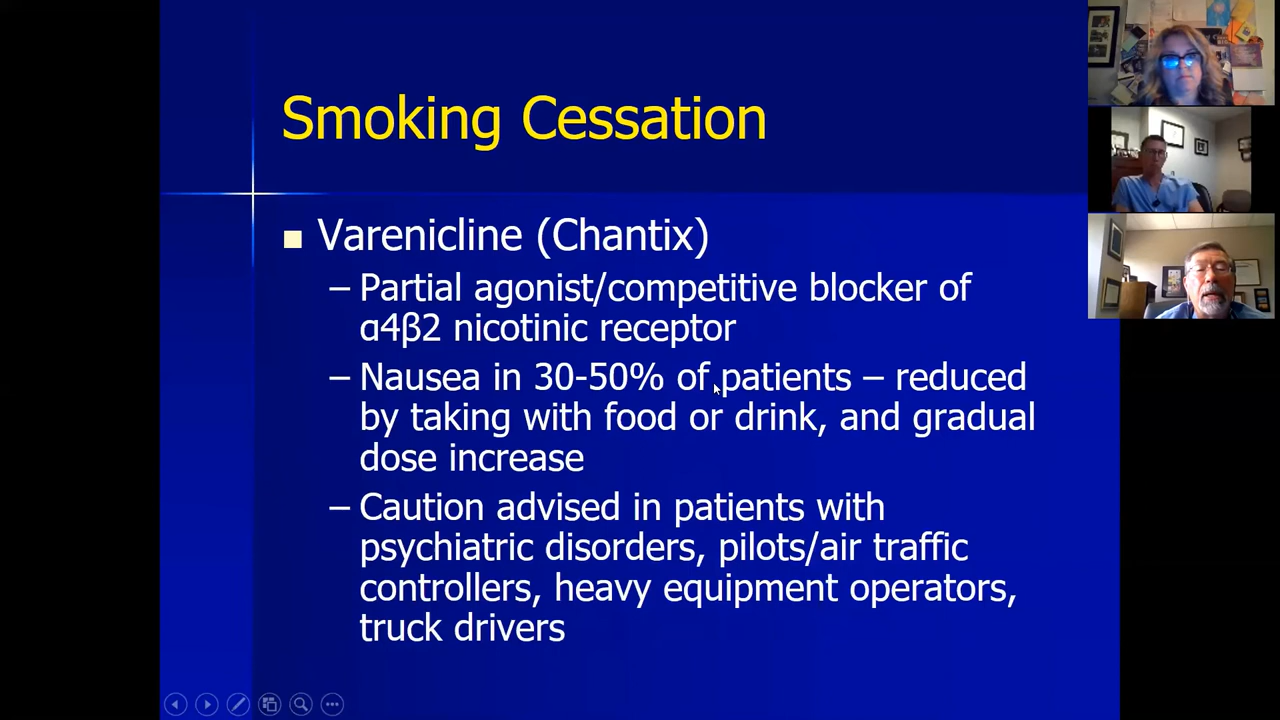 Smoking Cessation
Varenicline (Chantix)
– Partial agonist/competitive blocker of
α4β2 nicotinic receptor
– Nausea in 30-50% of patients – reduced
by taking with food or drink, and gradual
dose increase
– Caution advised in patients with
psychiatric disorders, pilots/air traffic
controllers, heavy equipment operators,
truck drivers